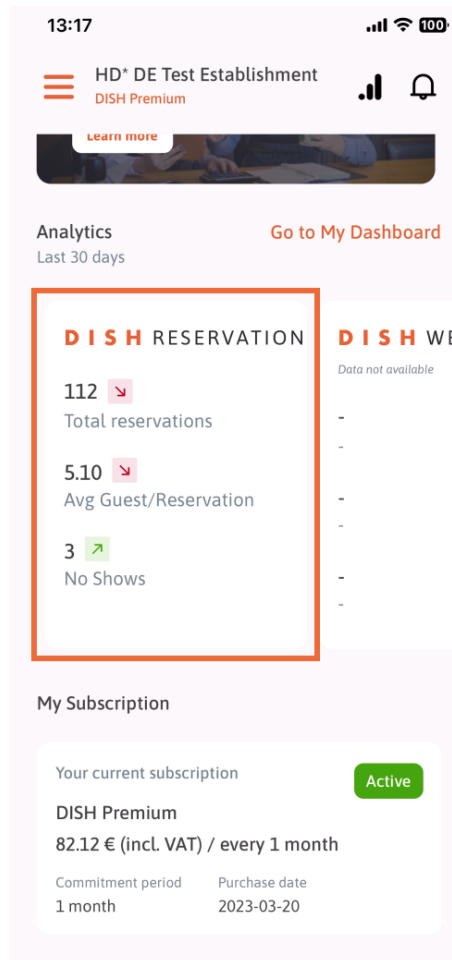 13:17
100
HD* DE Test Establishment
DISH Premium
Learn more
Analytics
Go to My Dashboard
Last 30 days
DISH RESERVATION
112
Total reservations
5.10
Avg Guest/Reservation
3
No Shows
DISH WE
Data not available
-
-
-
-
-
-
My Subscription
Your current subscription
Active
DISH Premium
82.12 € (incl. VAT) / every 1 month
Commitment period
Purchase date
1 month
2023-03-20